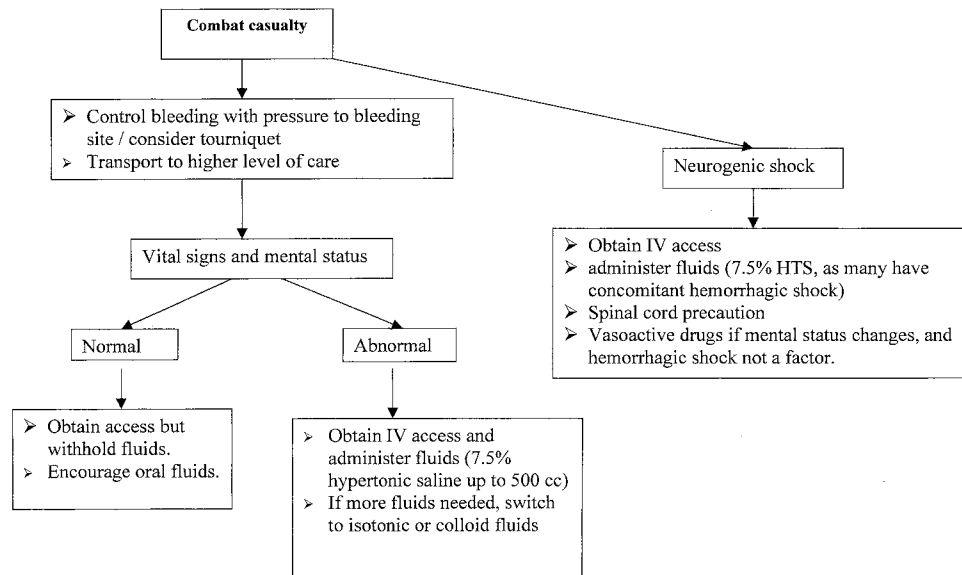 Combat casualty
➢ Control bleeding with pressure to bleeding
site / consider tourniquet
➢ Transport to higher level of care
Neurogenic shock
Vital signs and mental status
➢ Obtain IV access
➢ administer fluids (7.5% HTS, as many have
concomitant hemorrhagic shock)
➢ Spinal cord precaution
➢ Vasoactive drugs if mental status changes, and
hemorrhagic shock not a factor.
Normal
Abnormal
➢ Obtain access but
withhold fluids.
➢ Encourage oral fluids.
➢ Obtain IV access and
administer fluids (7.5%
hypertonic saline up to 500 cc)
➢ If more fluids needed, switch
to isotonic or colloid fluids